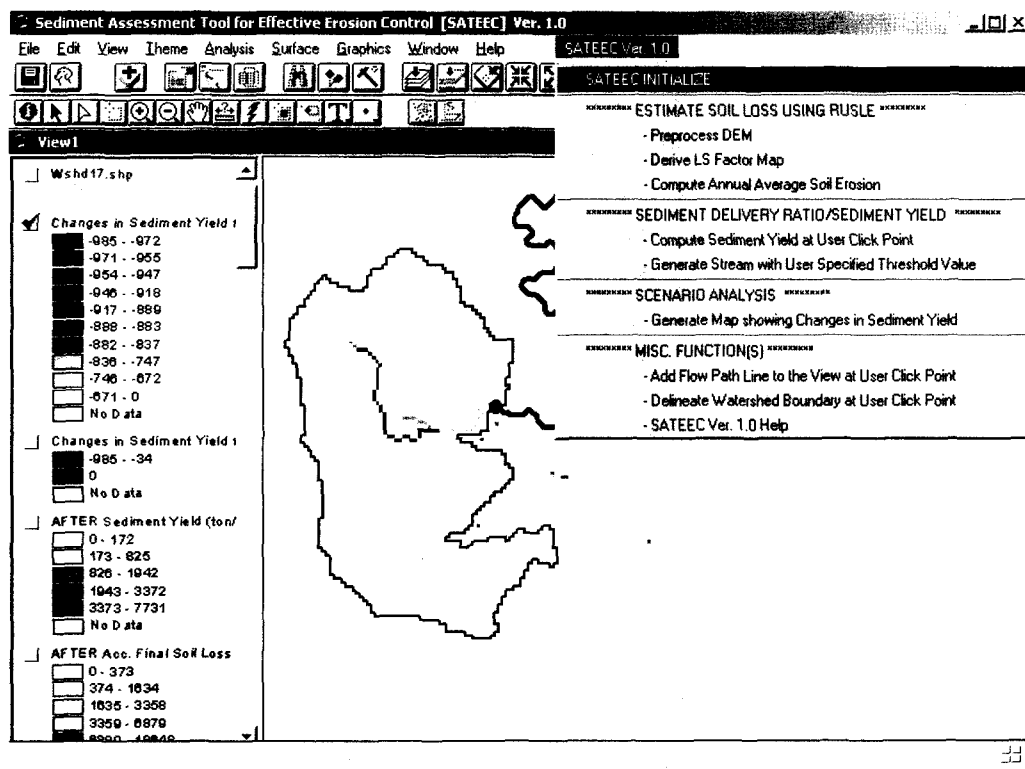 Sediment Assessment Tool for Effective Erosion Control [SATEEC] Ver. 1.0
File Edit View Theme Analysis Surface Graphics Window Help
SATEEC Ver. 1.0
SATEEC INITIALIZE
********* ESTIMATE SOIL LOSS USING RUSLE *********
- Preprocess DEM
- Derive LS Factor Map
- Compute Annual Average Soil Erosion
********* SEDIMENT DELIVERY RATIO/SEDIMENT YIELD *********
- Compute Sediment Yield at User Click Point
- Generate Stream with User Specified Threshold Value
********* SCENARIO ANALYSIS *********
- Generate Map showing Changes in Sediment Yield
********* MISC. FUNCTION(S) *********
- Add Flow Path Line to the View at User Click Point
- Delineate Watershed Boundary at User Click Point
- SATEEC Ver. 1.0 Help
View1
Wshd17.shp
Changes in Sediment Yield
-985 - -972
-971 - -955
-954 - -947
-946 - -918
-917 - -889
-888 - -883
-882 - -837
-836 - -747
-746 - -672
-671 - 0
No Data
Changes in Sediment Yield
-985 - -34
0
No Data
AFTER Sediment Yield (ton/
0 - 172
173 - 825
826 - 1942
1943 - 3372
3373 - 7731
No Data
AFTER Acc. Final Soil Loss
0 - 373
374 - 1634
1635 - 3358
3359 - 6879